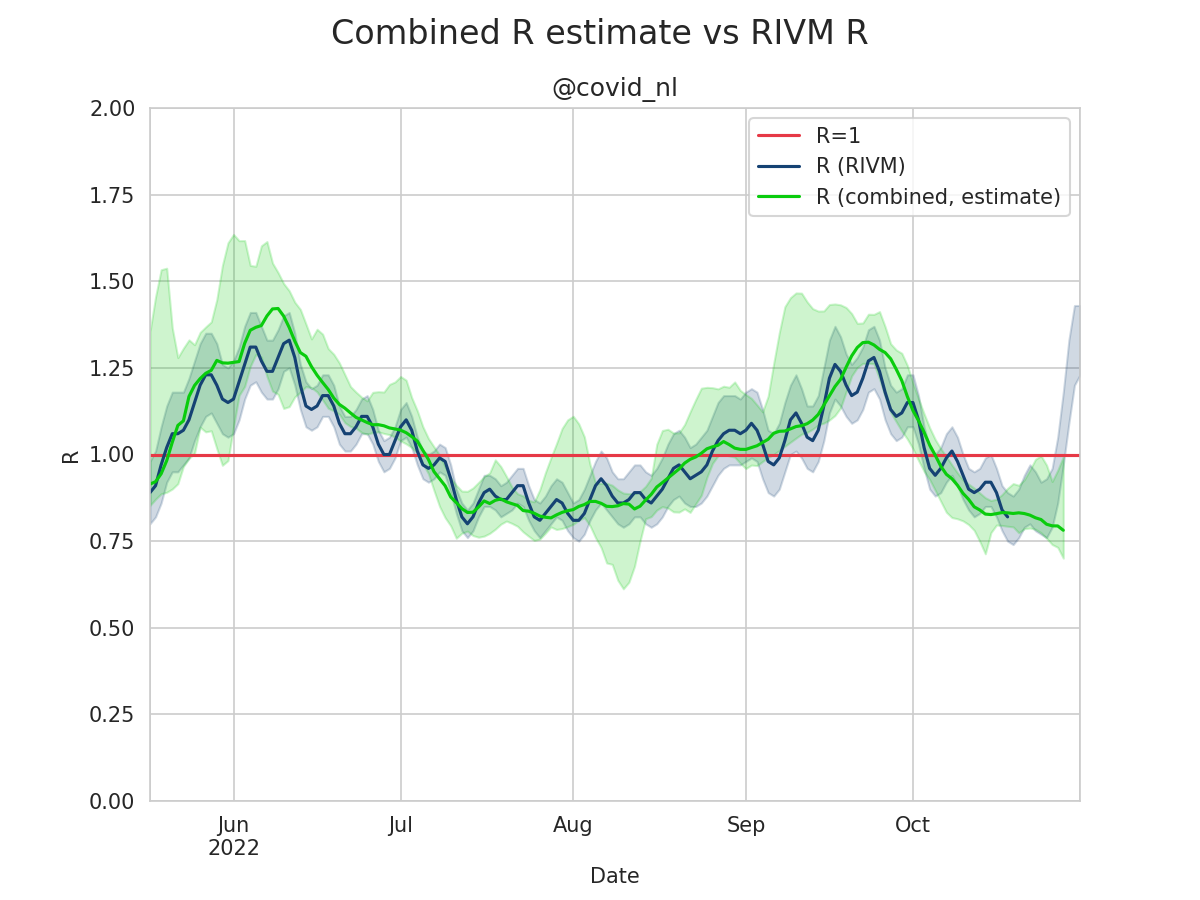 Combined R estimate vs RIVM R
@covid_nl
2.00
1.75
1.50
1.25
1.00
0.75
0.50
0.25
0.00
R
R=1
R (RIVM)
R (combined, estimate)
Jun
2022
Jul
Aug
Sep
Oct
Date